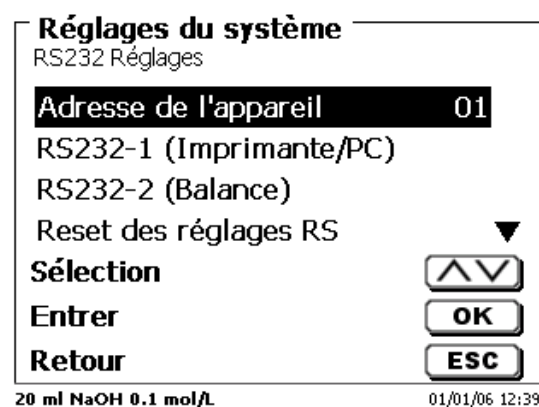 Réglages du système
RS232 Réglages
Adresse de l'appareil 01
RS232-1 (Imprimante/PC)
RS232-2 (Balance)
Reset des réglages RS
Sélection
Entrer OK
Retour ESC
20 ml NaOH 0.1 mol/L 01/01/06 12:39